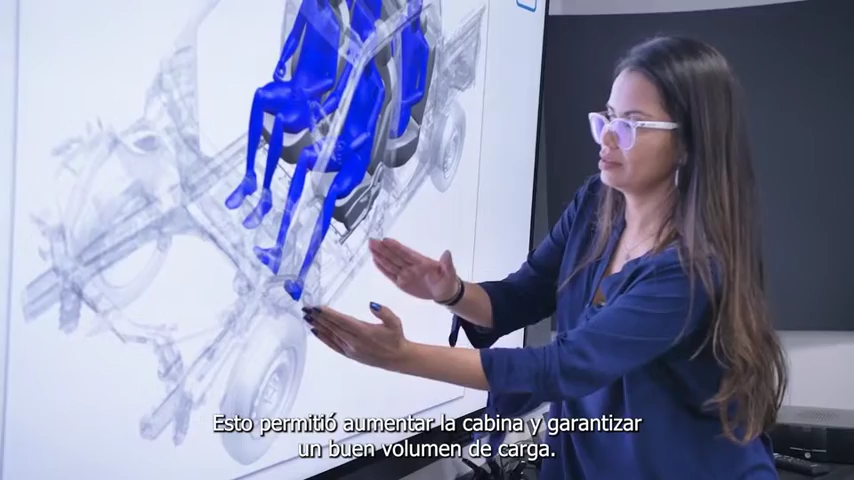 Esto permitió aumentar la cabina y garantizar
un buen volumen de carga.